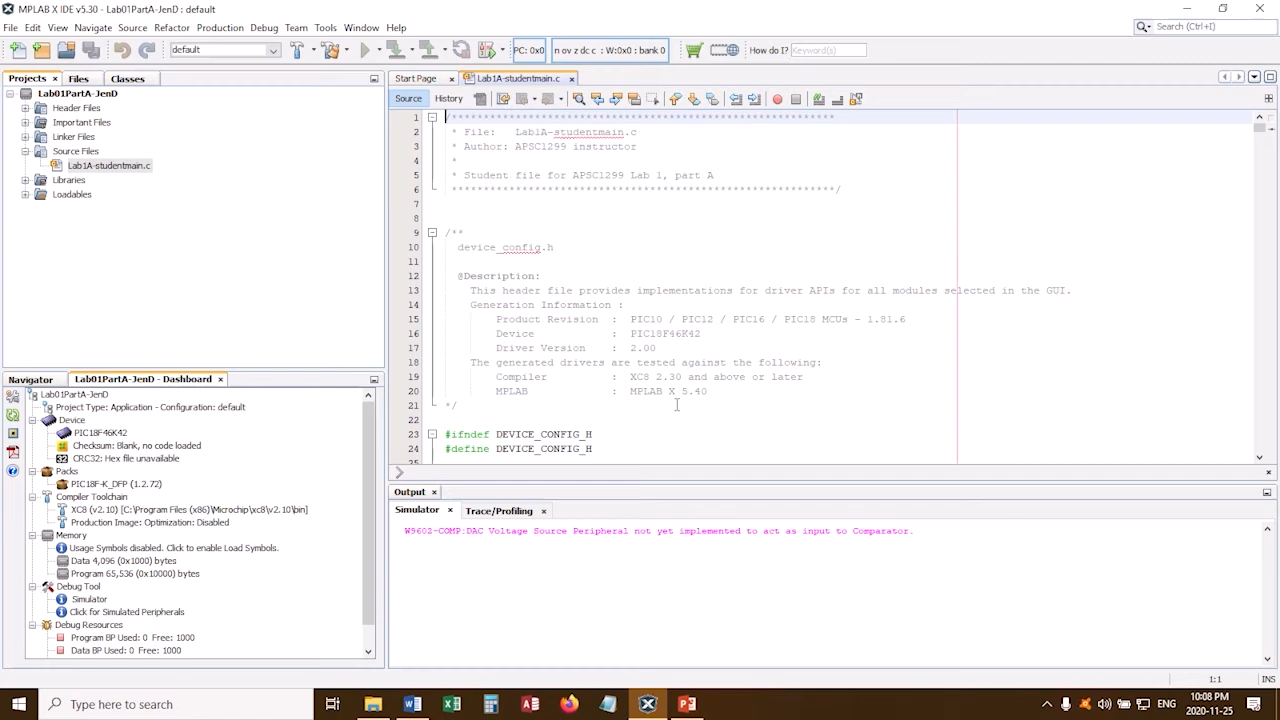 MPLAB X IDE v5.30 - Lab01PartA-JenD : default
File Edit View Navigate Source Refactor Production Debug Team Tools Window Help
Search (Ctrl+I)
default
PC: 0x0
n ov z dc c : W:0x0 : bank 0
How do I?
Keyword(s)
Projects Files Classes
Lab01PartA-JenD
Header Files
Important Files
Linker Files
Source Files
Lab1A-studentmain.c
Libraries
Loadables
Start Page
Lab1A-studentmain.c
Source History
1 /************************************************************
2 * File: Lab1A-studentmain.c
3 * Author: APSC1299 instructor
4 *
5 * Student file for APSC1299 Lab 1, part A
6 ************************************************************/
7
8
9 /**
10 device_config.h
11
12 @Description:
13 This header file provides implementations for driver APIs for all modules selected in the GUI.
14 Generation Information :
15 Product Revision : PIC10 / PIC12 / PIC16 / PIC18 MCUs - 1.81.6
16 Device : PIC18F46K42
17 Driver Version : 2.00
18 The generated drivers are tested against the following:
19 Compiler : XC8 2.30 and above or later
20 MPLAB : MPLAB X 5.40
21 */
22
23 #ifndef DEVICE_CONFIG_H
24 #define DEVICE_CONFIG_H
25
Navigator Lab01PartA-JenD - Dashboard
Lab01PartA-JenD
Project Type: Application - Configuration: default
Device
PIC18F46K42
Checksum: Blank, no code loaded
CRC32: Hex file unavailable
Packs
PIC18F-K_DFP (1.2.72)
Compiler Toolchain
XC8 (v2.10) [C:\Program Files (x86)\Microchip\xc8\v2.10\bin]
Production Image: Optimization: Disabled
Memory
Usage Symbols disabled. Click to enable Load Symbols.
Data 4,096 (0x1000) bytes
Program 65,536 (0x10000) bytes
Debug Tool
Simulator
Click for Simulated Peripherals
Debug Resources
Program BP Used: 0 Free: 1000
Data BP Used: 0 Free: 1000
Output
Simulator Trace/Profiling
W9602-COMP:DAC Voltage Source Peripheral not yet implemented to act as input to Comparator.
1:1 INS
Type here to search
ENG
10:08 PM
2020-11-25